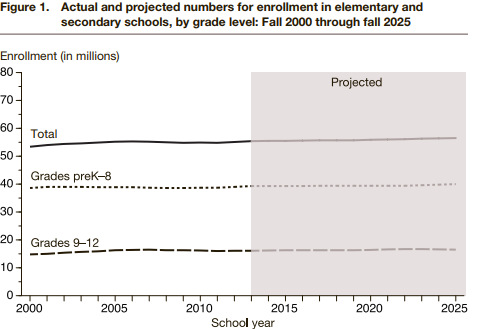 Figure 1. Actual and projected numbers for enrollment in elementary and
secondary schools, by grade level: Fall 2000 through fall 2025
Enrollment (in millions)
80
Projected
70
60
Total
50
40
Grades preK–8
30
20
Grades 9–12
10
0
2000 2005 2010 2015 2020 2025
School year